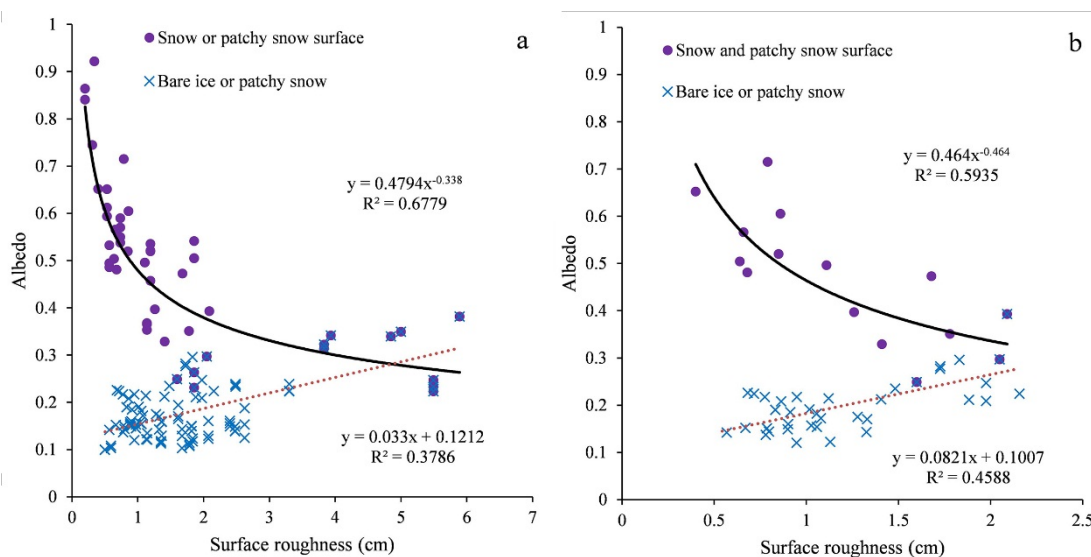 a
Snow or patchy snow surface
Bare ice or patchy snow
y = 0.4794x^-0.338
R² = 0.6779
y = 0.033x + 0.1212
R² = 0.3786
Albedo
1
0.9
0.8
0.7
0.6
0.5
0.4
0.3
0.2
0.1
0
0 1 2 3 4 5 6 7
Surface roughness (cm)
b
Snow and patchy snow surface
Bare ice or patchy snow
y = 0.464x^-0.464
R² = 0.5935
y = 0.0821x + 0.1007
R² = 0.4588
Albedo
1
0.9
0.8
0.7
0.6
0.5
0.4
0.3
0.2
0.1
0
0 0.5 1 1.5 2 2.5
Surface roughness (cm)